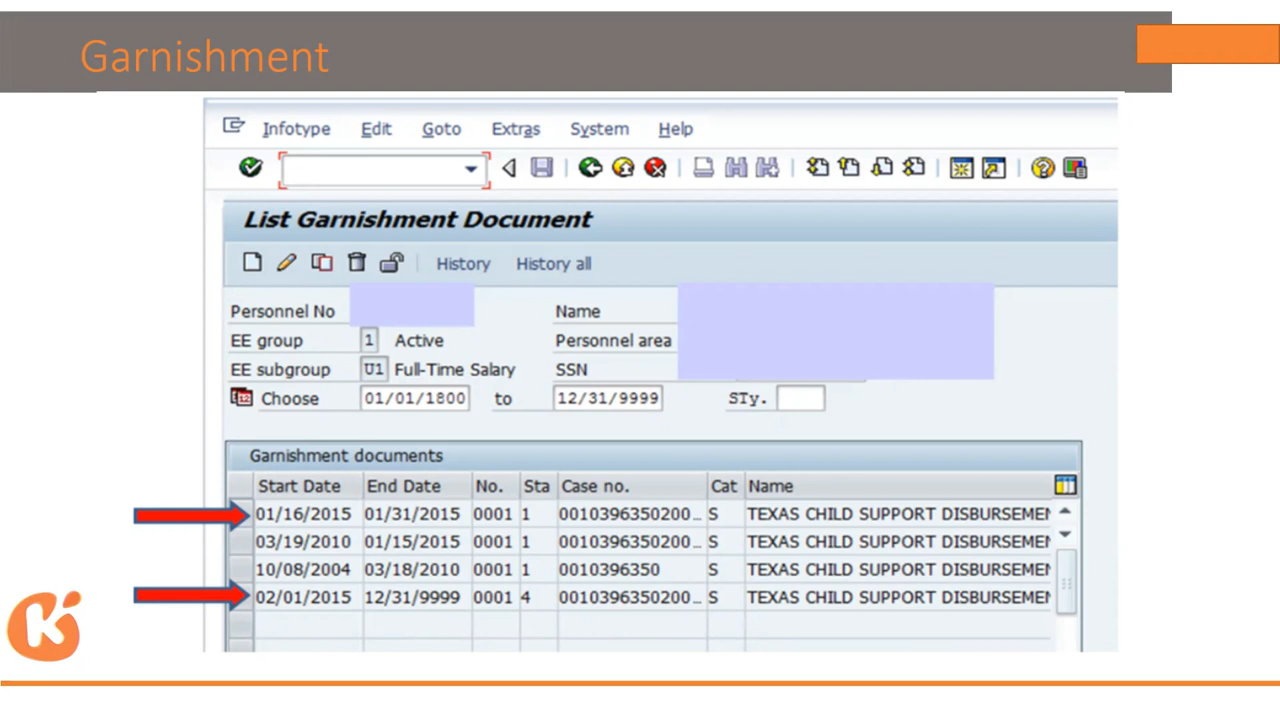 Garnishment
Infotype Edit Goto Extras System Help
List Garnishment Document
History History all
Personnel No Name
EE group 1 Active Personnel area
EE subgroup U1 Full-Time Salary SSN
Choose 01/01/1800 to 12/31/9999 STy.
Garnishment documents
Start Date End Date No. Sta Case no. Cat Name
01/16/2015 01/31/2015 0001 1 0010396350200... S TEXAS CHILD SUPPORT DISBURSEMEN
03/19/2010 01/15/2015 0001 1 0010396350200... S TEXAS CHILD SUPPORT DISBURSEMEN
10/08/2004 03/18/2010 0001 1 0010396350 S TEXAS CHILD SUPPORT DISBURSEMEN
02/01/2015 12/31/9999 0001 4 0010396350200... S TEXAS CHILD SUPPORT DISBURSEMEN
K